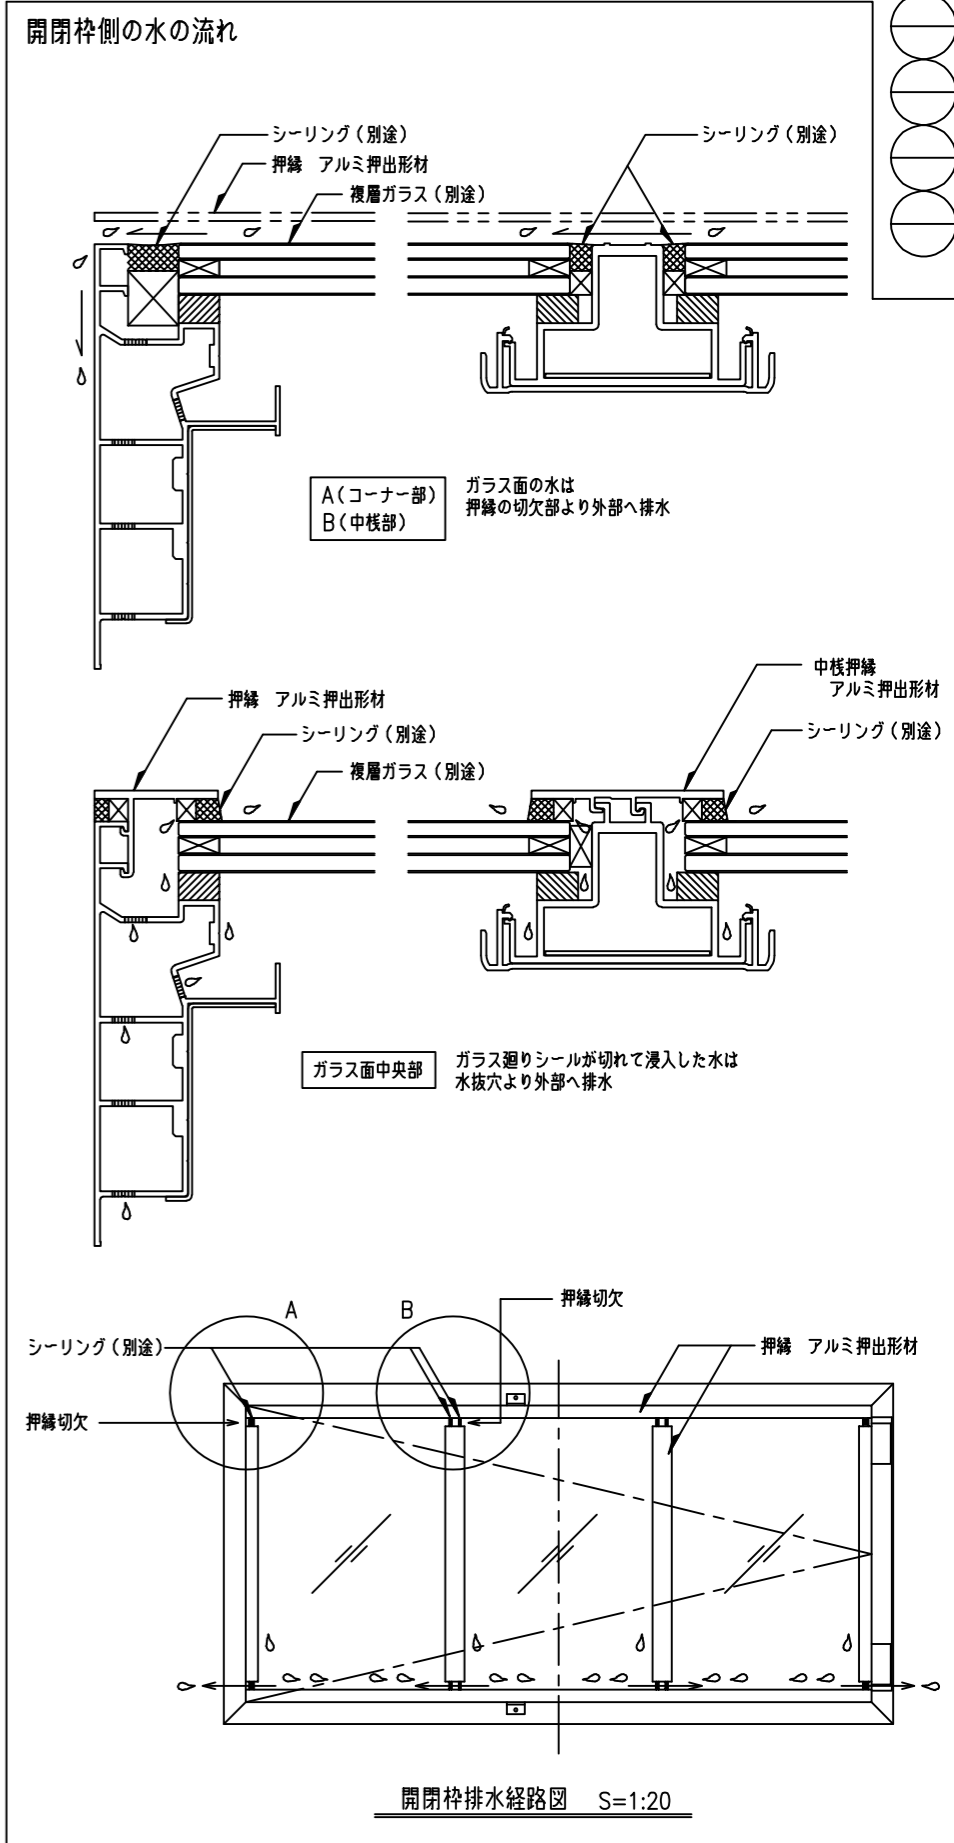 開閉枠側の水の流れ
シーリング(別途)
押縁 アルミ押出形材
複層ガラス(別途)
シーリング(別途)
A(コーナー部)
B(中桟部)
ガラス面の水は
押縁の切欠部より外部へ排水
中桟押縁
アルミ押出形材
シーリング(別途)
押縁 アルミ押出形材
シーリング(別途)
複層ガラス(別途)
ガラス面中央部
ガラス廻りシールが切れて浸入した水は
水抜穴より外部へ排水
A
B
押縁切欠
シーリング(別途)
押縁 アルミ押出形材
押縁切欠
開閉枠排水経路図 S=1:20